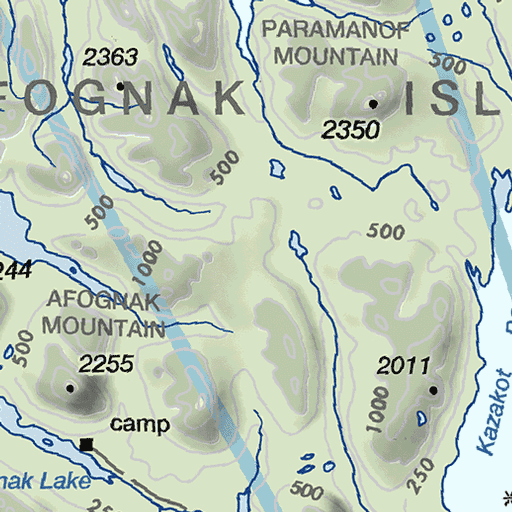 PARAMANOF
MOUNTAIN
2363
500
FOGNAK ISL
2350
500
500
500
1000
244
AFOGNAK
MOUNTAIN
500
2255
2011
1000
camp
Kazakot
250
nak Lake
500